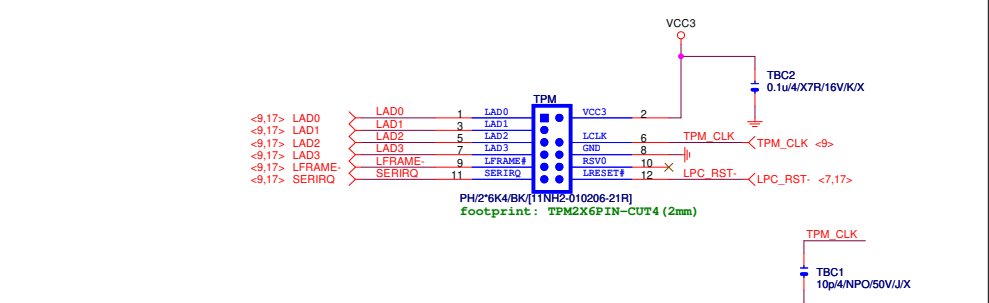 VCC3
TBC2
0.1u/4/X7R/16V/K/X
TPM
<9,17> LAD0 LAD0 1 LAD0 VCC3 2
<9,17> LAD1 LAD1 3 LAD1
<9,17> LAD2 LAD2 5 LAD2 LCLK 6 TPM_CLK TPM_CLK <9>
<9,17> LAD3 LAD3 7 LAD3 GND 8
<9,17> LFRAME- LFRAME- 9 LFRAME# RSV0 10
<9,17> SERIRQ SERIRQ 11 SERIRQ LRESET# 12 LPC_RST- LPC_RST- <7,17>
PH/2*6K4/BK/[11NH2-010206-21R]
footprint: TPM2X6PIN-CUT4(2mm)
TPM_CLK
TBC1
10p/4/NPO/50V/J/X